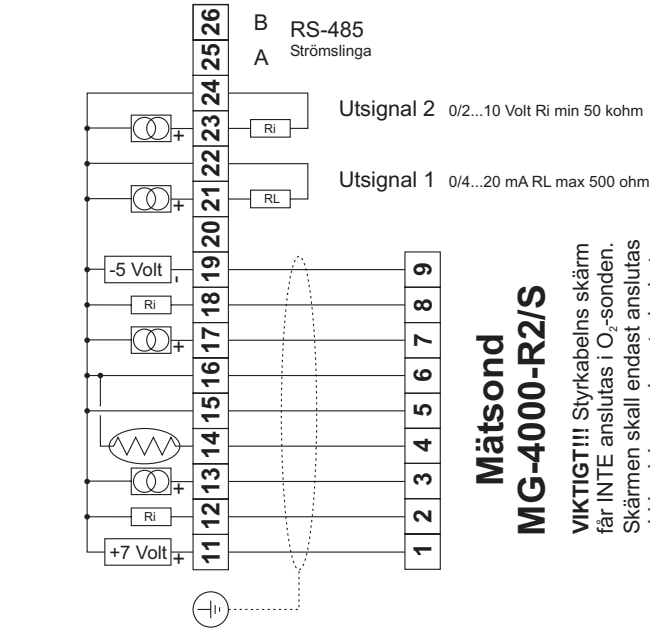 26 B RS-485
25 A Strömslinga
24
Utsignal 2 0/2...10 Volt Ri min 50 kohm
23 + Ri
22
Utsignal 1 0/4...20 mA RL max 500 ohm
21 + RL
20
-5 Volt - 19 9
Ri 18 8
+ 17 7
16 6
15 5
14 4
+ 13 3
Ri 12 2
+7 Volt + 11 1
Mätsond
MG-4000-R2/S
VIKTIGT!!! Styrkabelns skärm
får INTE anslutas i O₂-sonden.
Skärmen skall endast anslutas